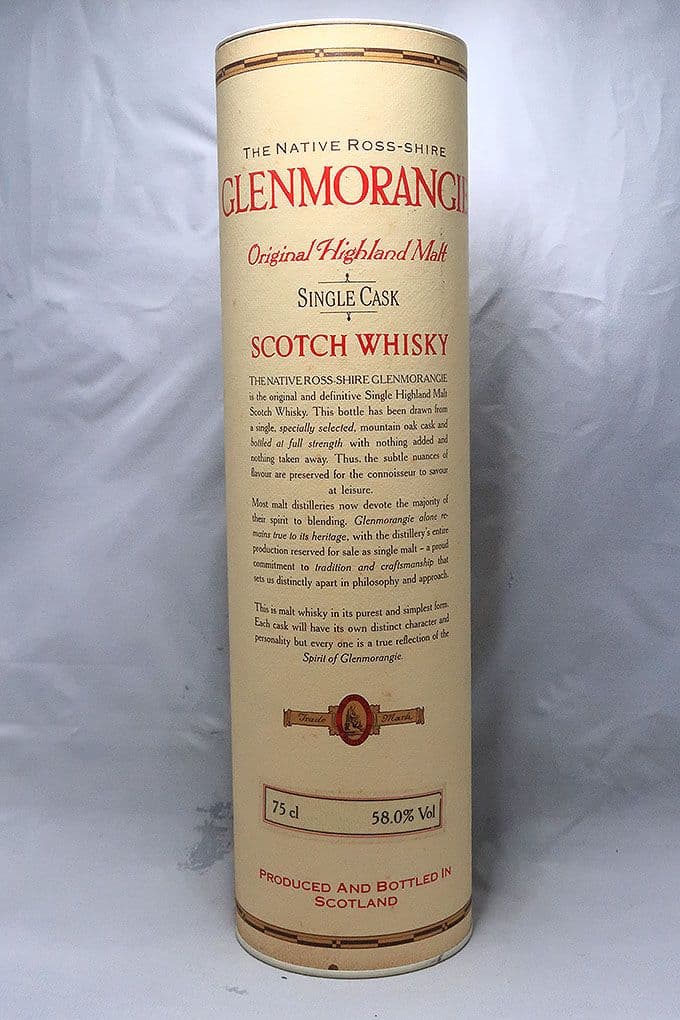 THE NATIVE ROSS-SHIRE
GLENMORANGIE
Original Highland Malt
SINGLE CASK
SCOTCH WHISKY
THE NATIVE ROSS-SHIRE GLENMORANGIE
is the original and definitive Single Highland Malt
Scotch Whisky. This bottle has been drawn from
a single, specially selected, mountain oak cask and
bottled at full strength with nothing added and
nothing taken away. Thus, the subtle nuances of
flavour are preserved for the connoisseur to savour
at leisure.
Most malt distilleries now devote the majority of
their spirit to blending. Glenmorangie alone re-
mains true to its heritage, with the distillery's entire
production reserved for sale as single malt – a proud
commitment to tradition and craftsmanship that
sets us distinctly apart in philosophy and approach.
This is malt whisky in its purest and simplest form.
Each cask will have its own distinct character and
personality but every one is a true reflection of the
Spirit of Glenmorangie.
Trade Mark
75 cl 58.0% Vol
PRODUCED AND BOTTLED IN
SCOTLAND